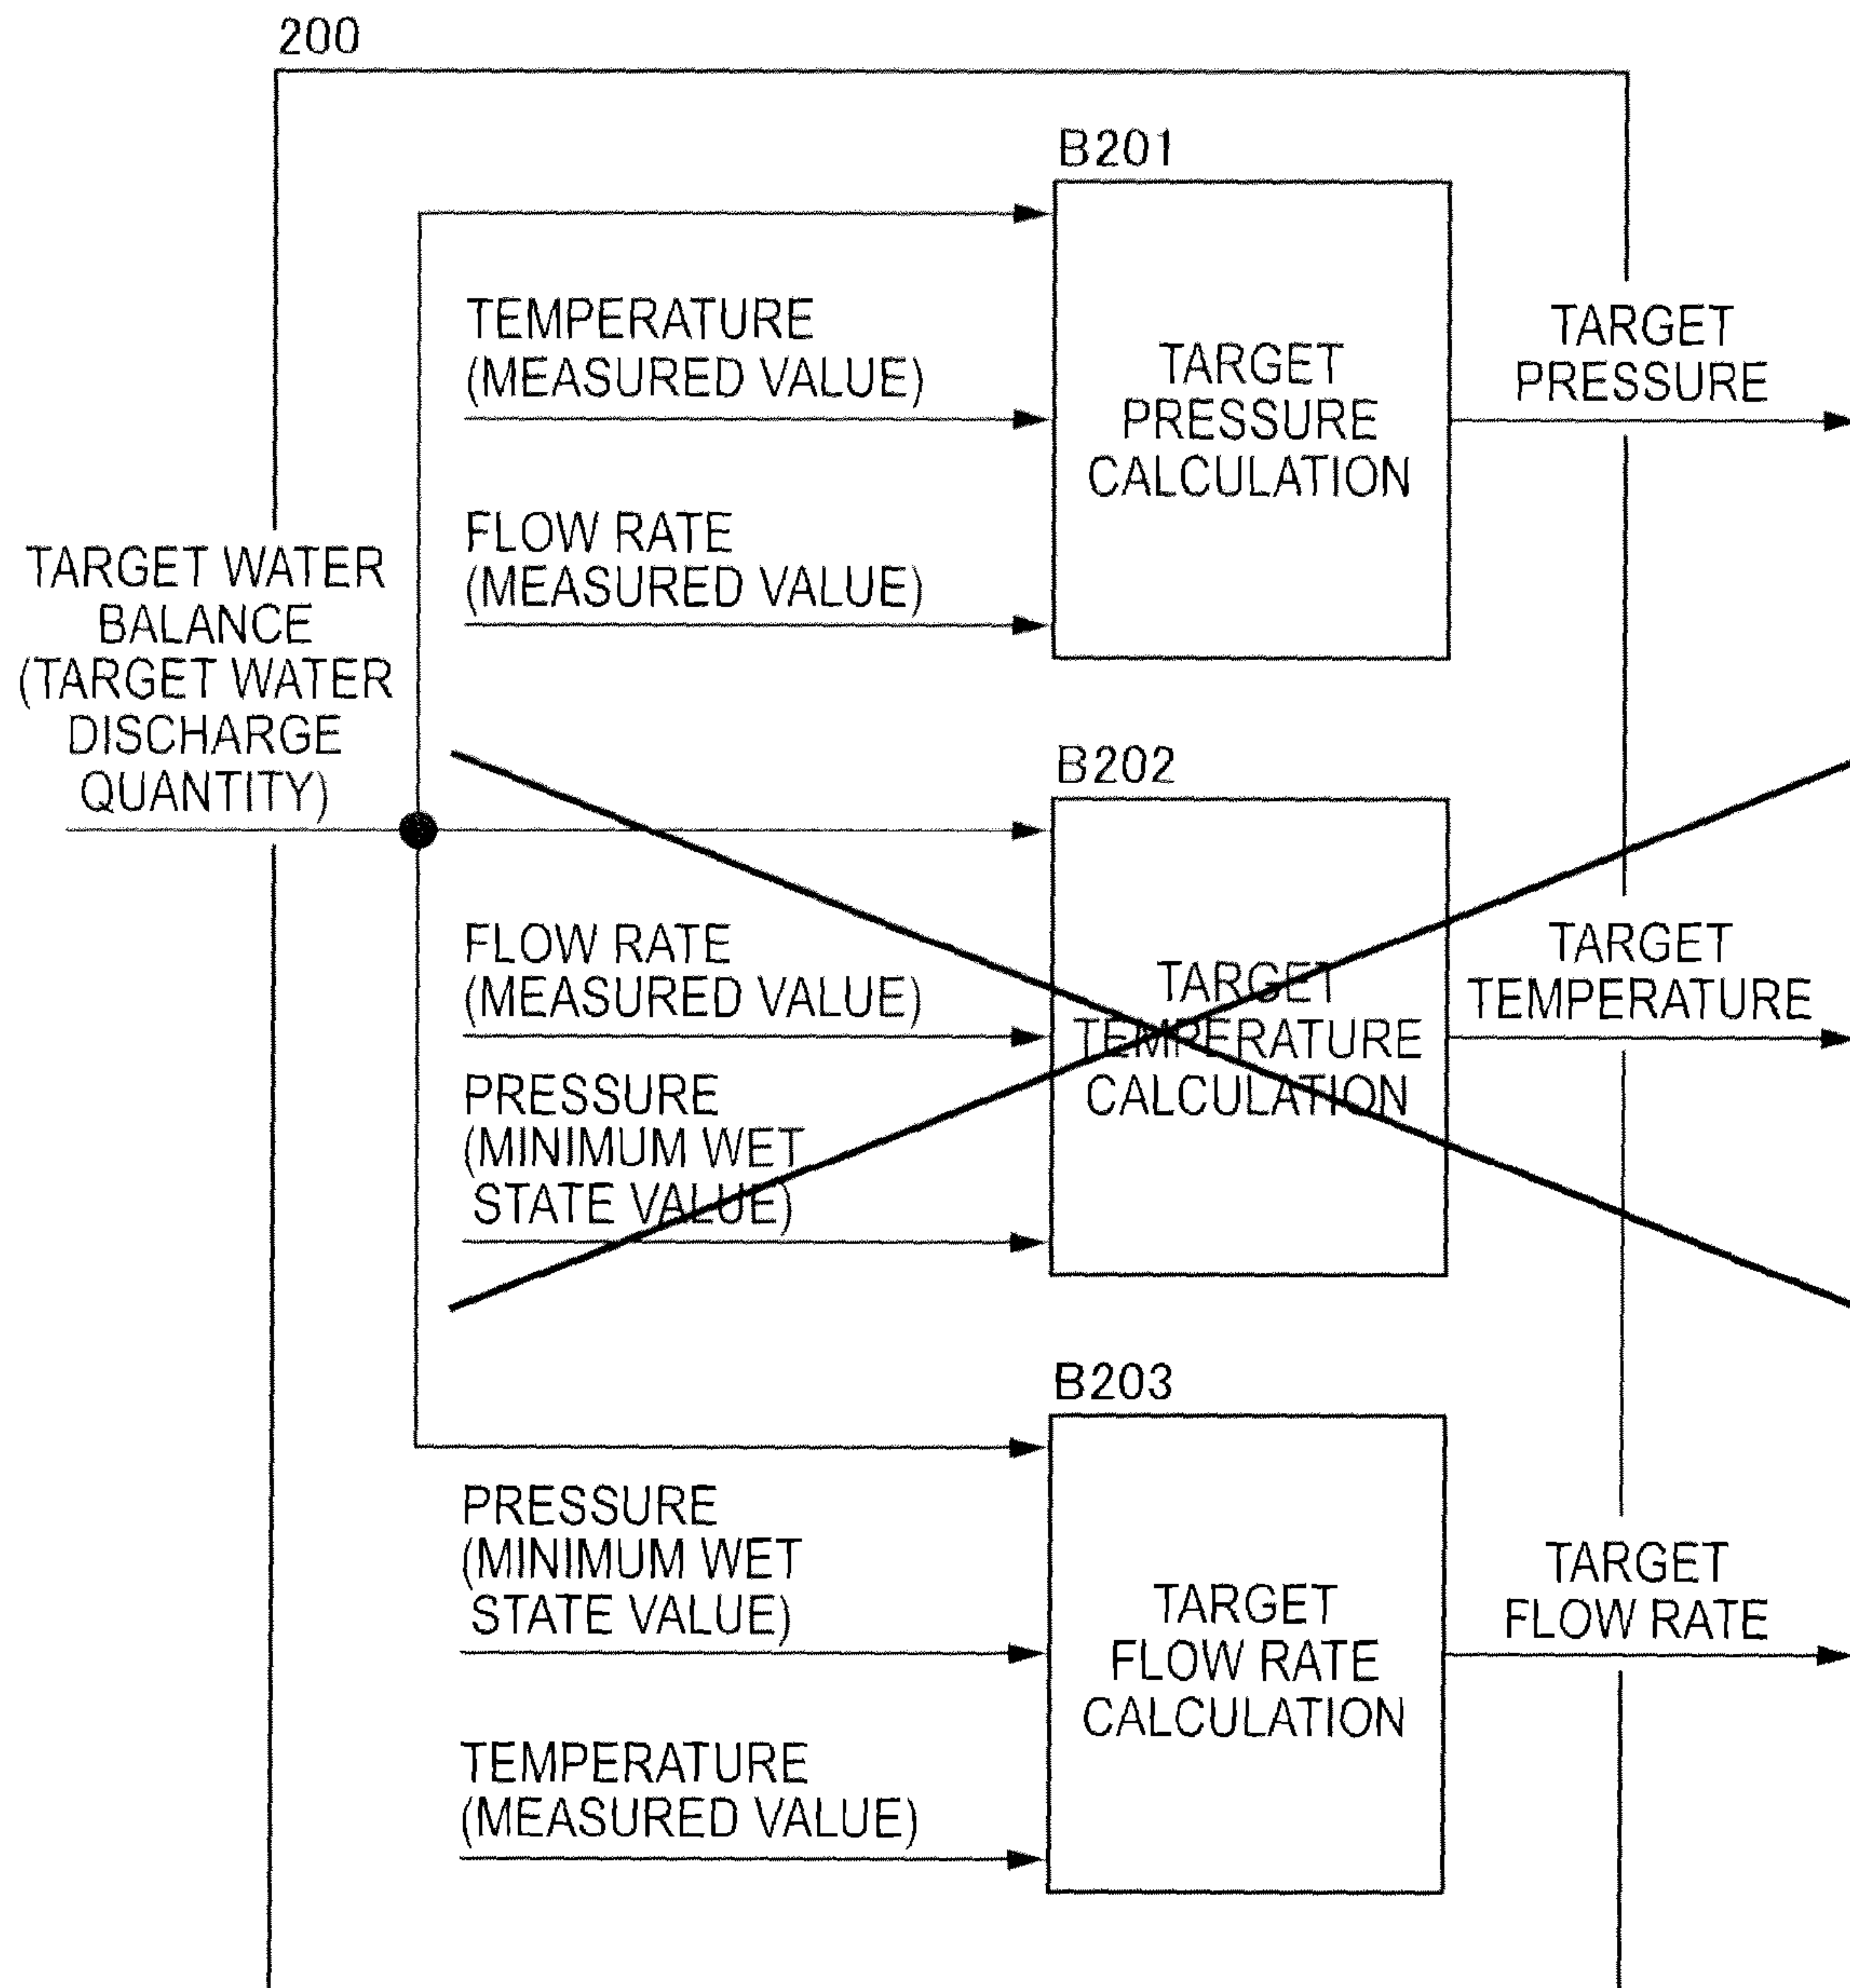 200
B201
TEMPERATURE
(MEASURED VALUE)
TARGET
PRESSURE
CALCULATION
TARGET
PRESSURE
FLOW RATE
(MEASURED VALUE)
TARGET WATER
BALANCE
(TARGET WATER
DISCHARGE
QUANTITY)
B202
FLOW RATE
(MEASURED VALUE)
TARGET
TEMPERATURE
CALCULATION
TARGET
TEMPERATURE
PRESSURE
(MINIMUM WET
STATE VALUE)
B203
PRESSURE
(MINIMUM WET
STATE VALUE)
TARGET
FLOW RATE
CALCULATION
TARGET
FLOW RATE
TEMPERATURE
(MEASURED VALUE)